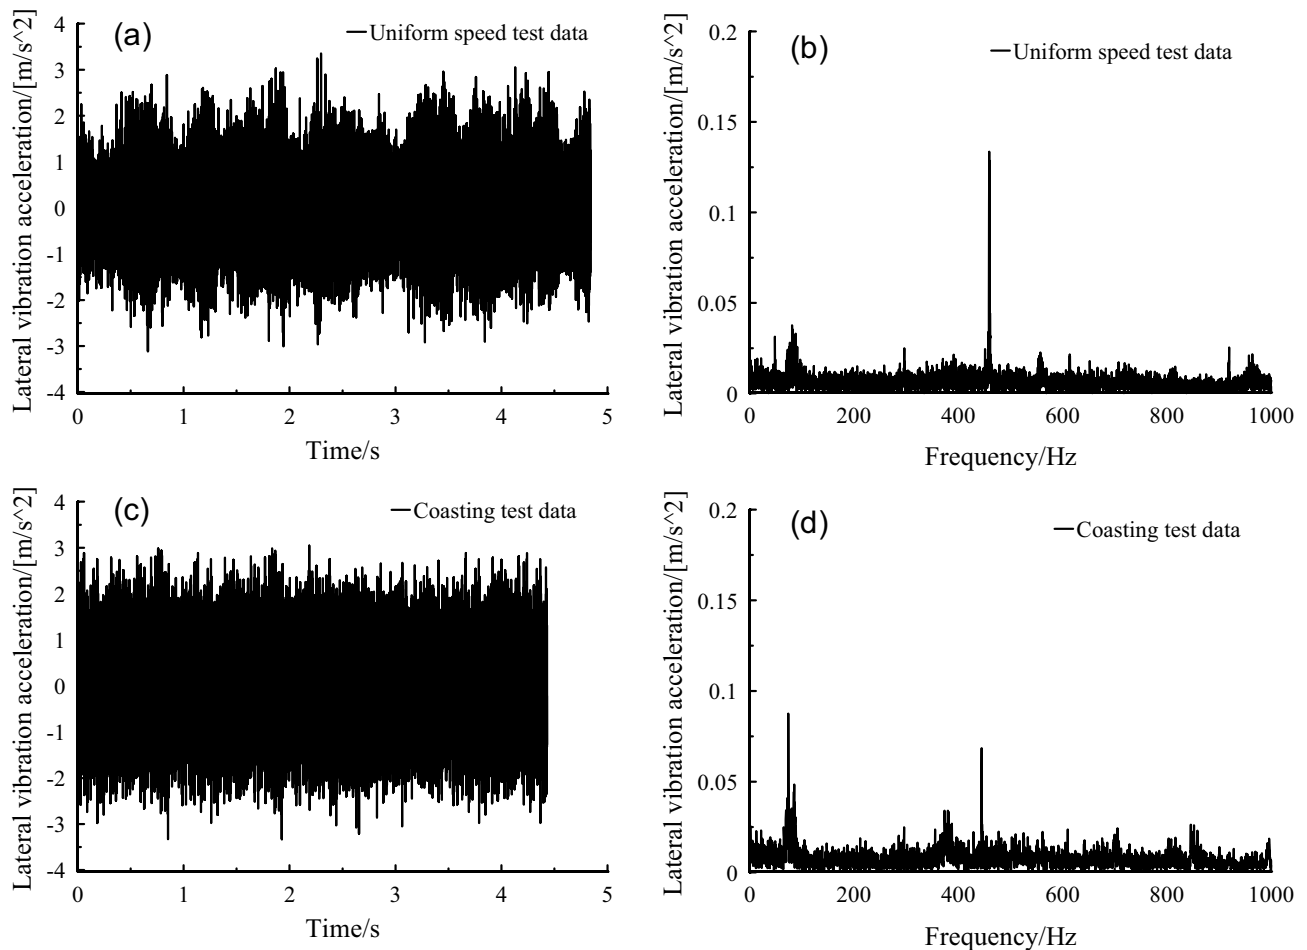 (a)
Uniform speed test data
Lateral vibration acceleration/[m/s^2]
4
3
2
1
0
-1
-2
-3
-4
0 1 2 3 4 5
Time/s
(b)
Uniform speed test data
Lateral vibration acceleration/[m/s^2]
0.2
0.15
0.1
0.05
0
0 200 400 600 800 1000
Frequency/Hz
(c)
Coasting test data
Lateral vibration acceleration/[m/s^2]
4
3
2
1
0
-1
-2
-3
-4
0 1 2 3 4 5
Time/s
(d)
Coasting test data
Lateral vibration acceleration/[m/s^2]
0.2
0.15
0.1
0.05
0
0 200 400 600 800 1000
Frequency/Hz